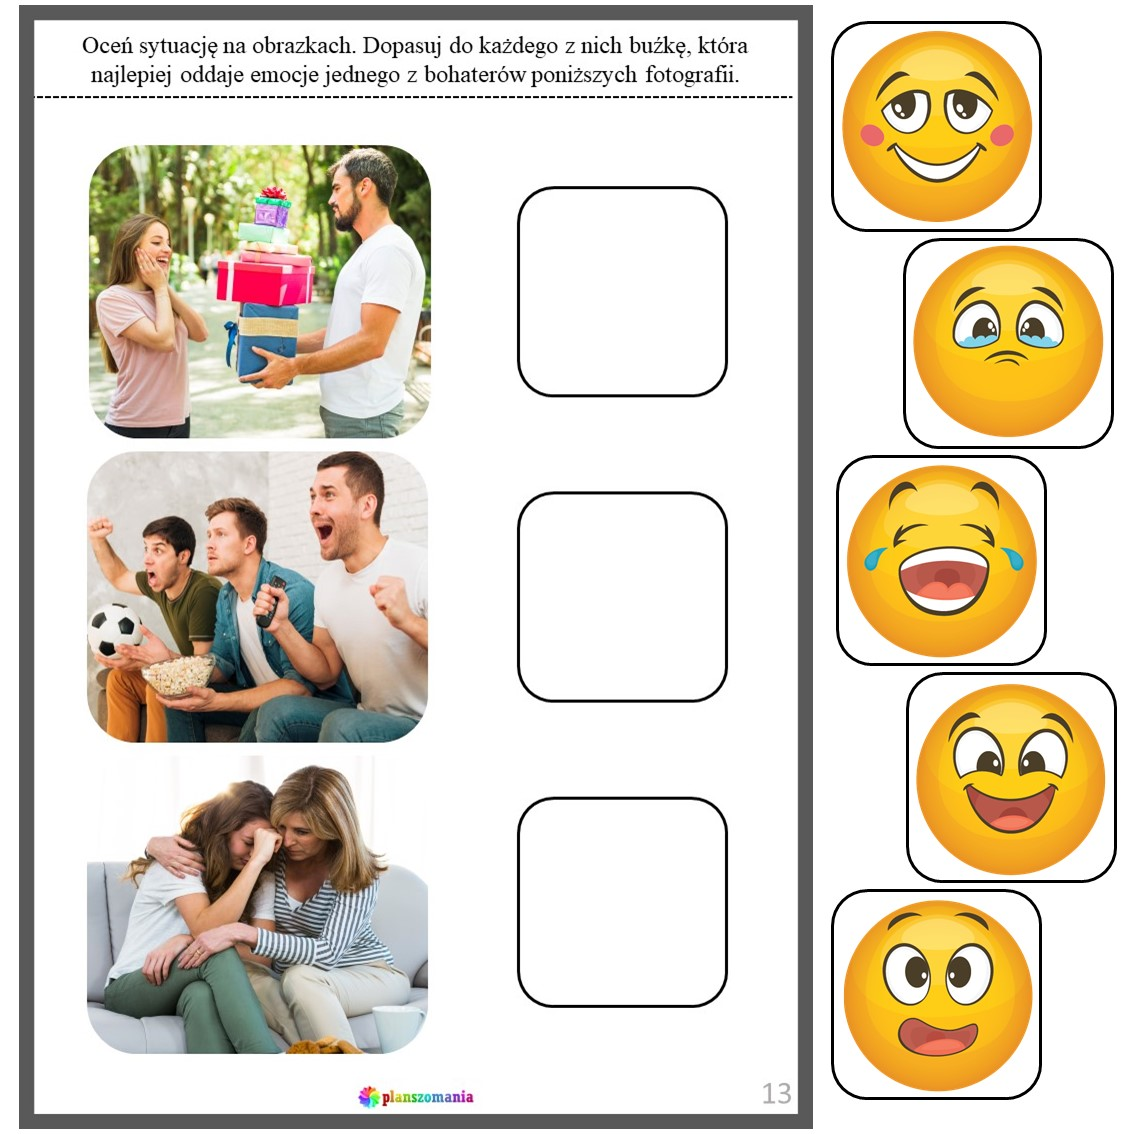 Oceń sytuację na obrazkach. Dopasuj do każdego z nich buźkę, która
najlepiej oddaje emocje jednego z bohaterów poniższych fotografii.
planszomania
13